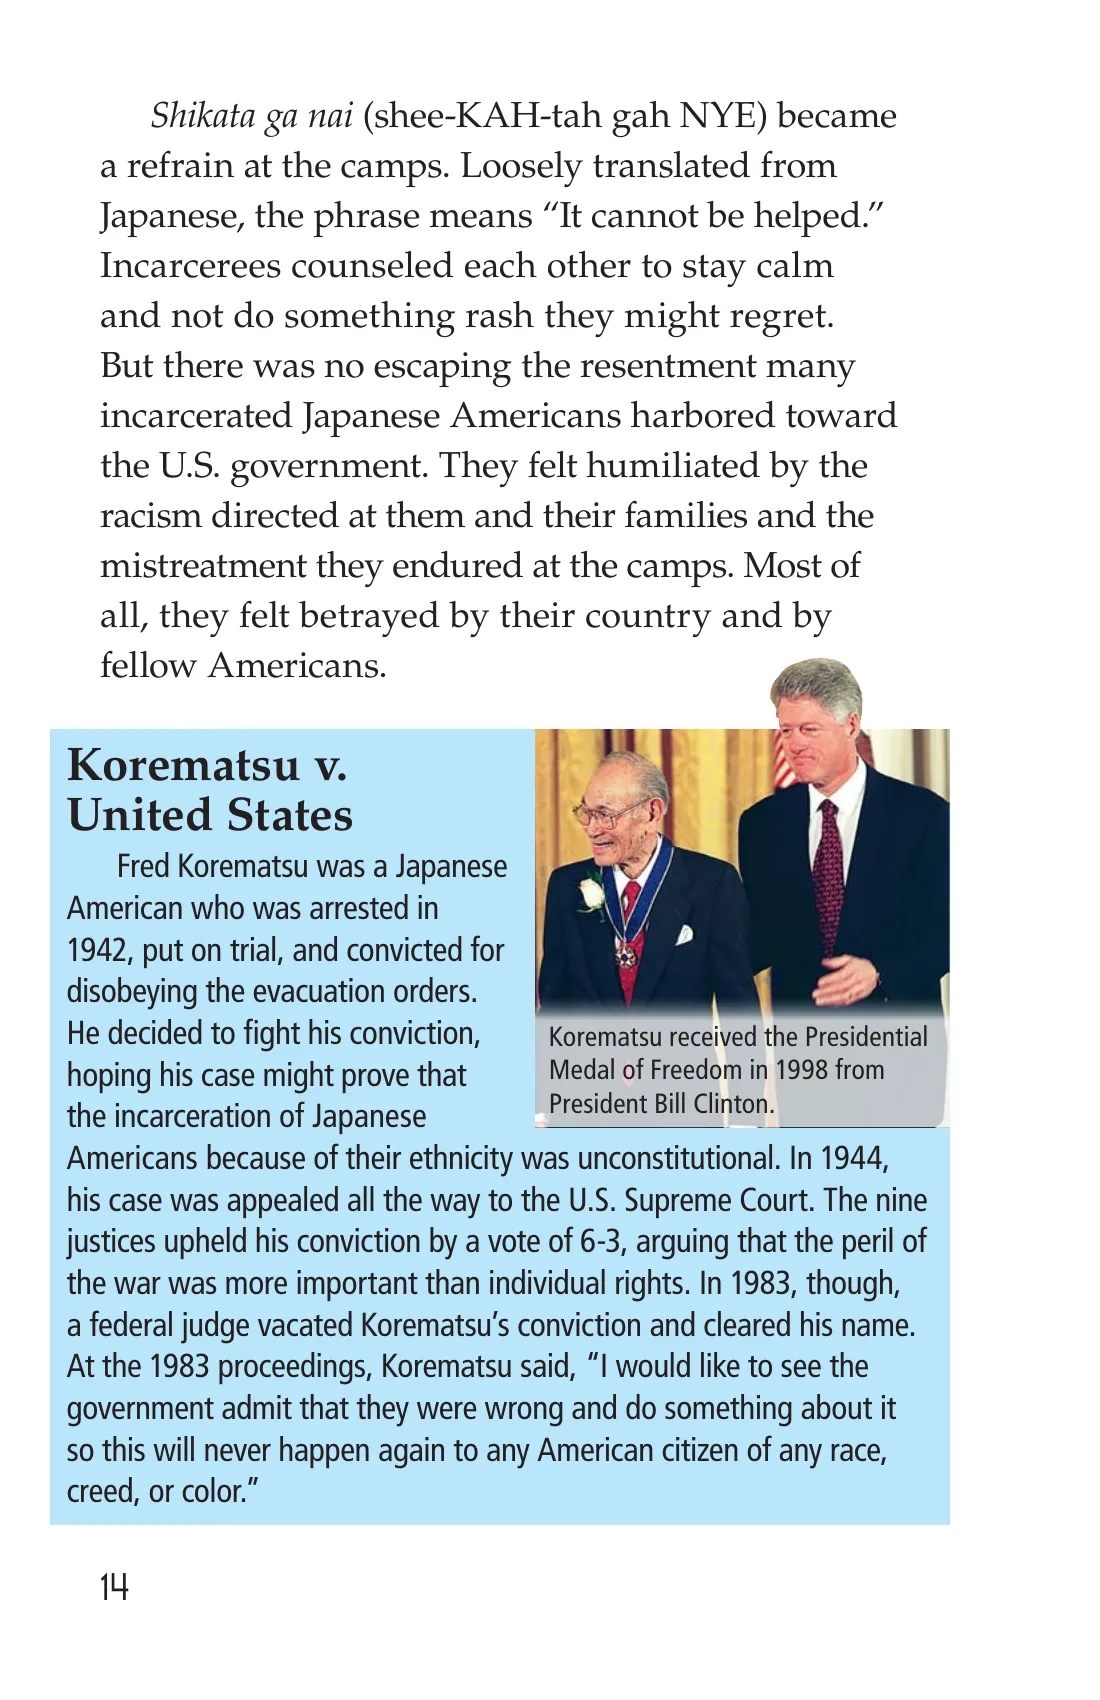 Shikata ga nai (shee-KAH-tah gah NYE) became
a refrain at the camps. Loosely translated from
Japanese, the phrase means “It cannot be helped.”
Incarcerees counseled each other to stay calm
and not do something rash they might regret.
But there was no escaping the resentment many
incarcerated Japanese Americans harbored toward
the U.S. government. They felt humiliated by the
racism directed at them and their families and the
mistreatment they endured at the camps. Most of
all, they felt betrayed by their country and by
fellow Americans.
Korematsu v.
United States
Fred Korematsu was a Japanese
American who was arrested in
1942, put on trial, and convicted for
disobeying the evacuation orders.
He decided to fight his conviction,
hoping his case might prove that
the incarceration of Japanese
Americans because of their ethnicity was unconstitutional. In 1944,
his case was appealed all the way to the U.S. Supreme Court. The nine
justices upheld his conviction by a vote of 6-3, arguing that the peril of
the war was more important than individual rights. In 1983, though,
a federal judge vacated Korematsu’s conviction and cleared his name.
At the 1983 proceedings, Korematsu said, “I would like to see the
government admit that they were wrong and do something about it
so this will never happen again to any American citizen of any race,
creed, or color.”
Korematsu received the Presidential
Medal of Freedom in 1998 from
President Bill Clinton.
14